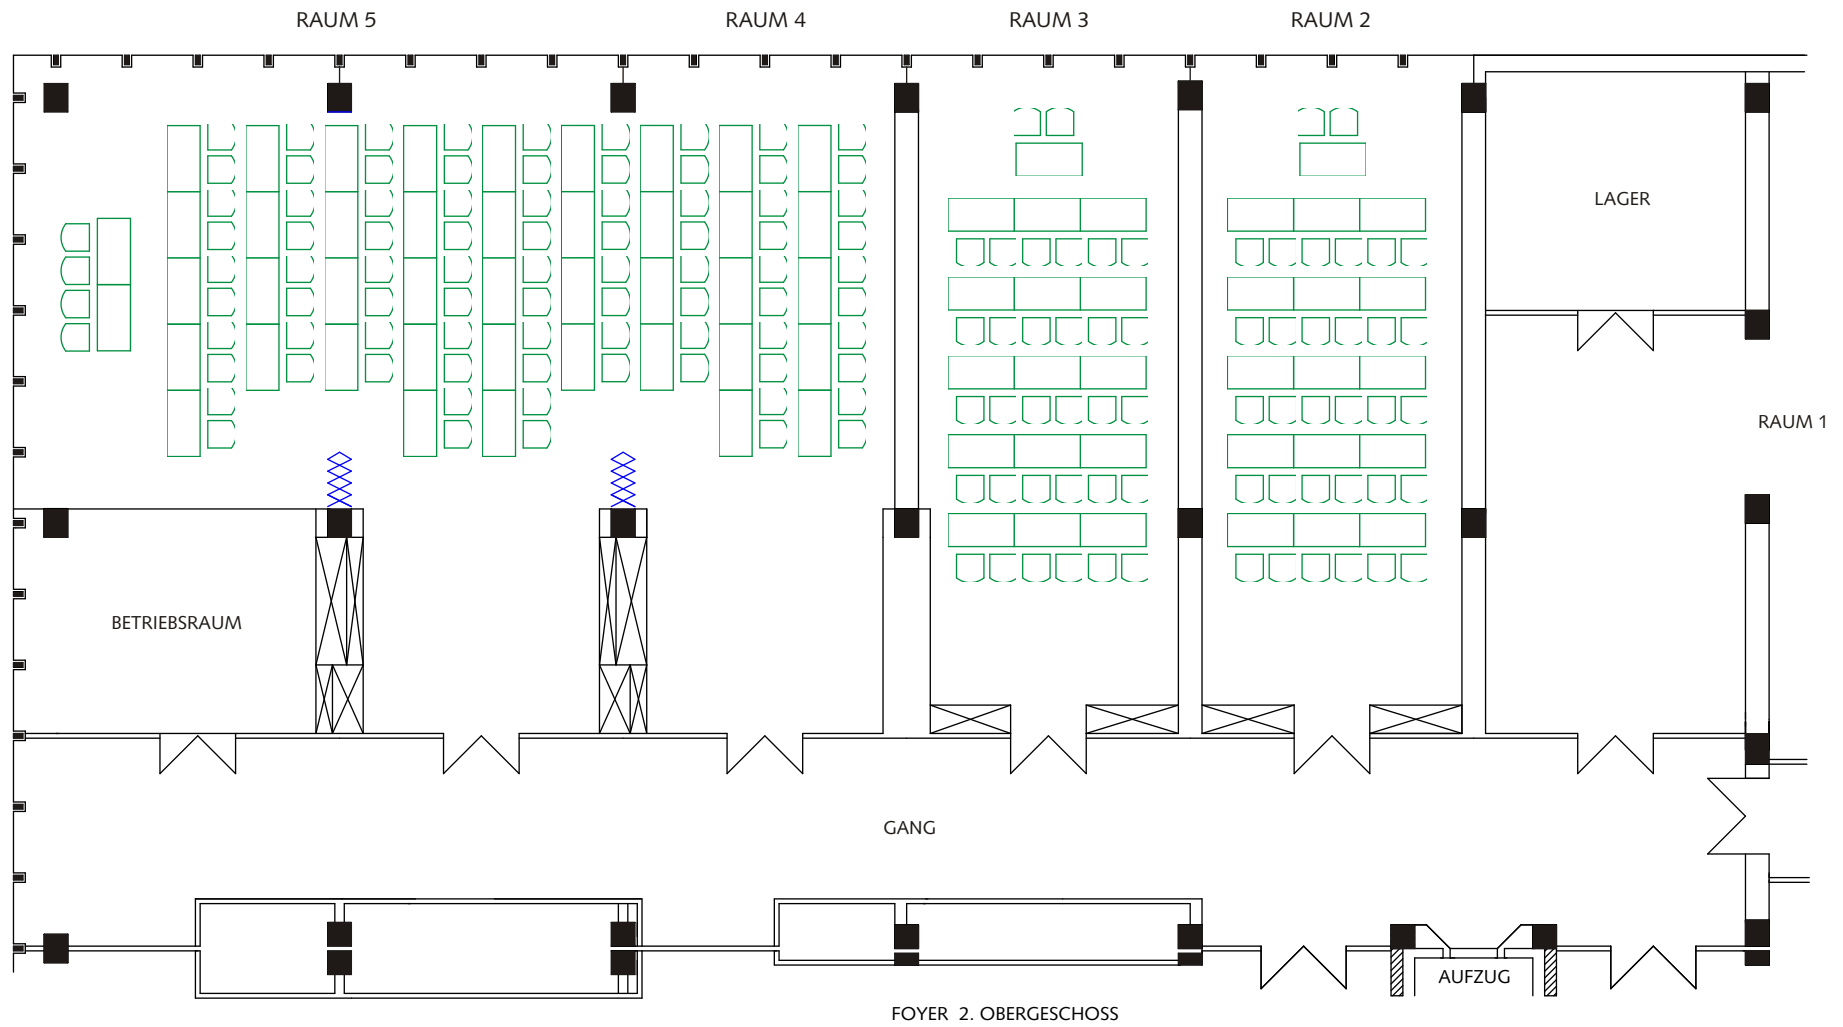 RAUM 5
RAUM 4
RAUM 3
RAUM 2
LAGER
RAUM 1
BETRIEBSRAUM
GANG
AUFZUG
FOYER 2. OBERGESCHOSS